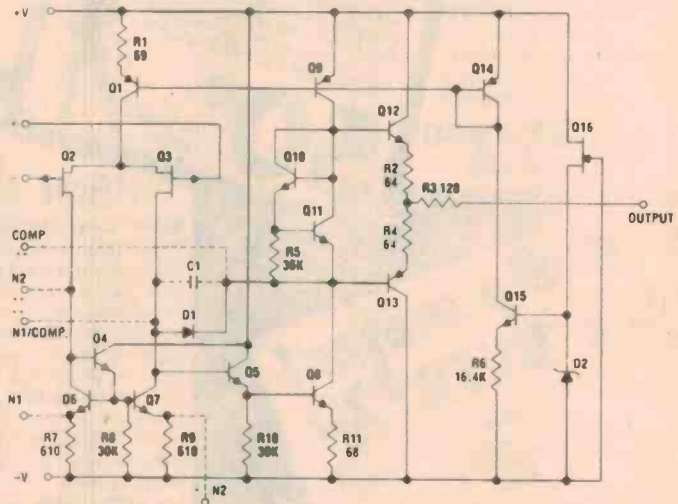 +V
R1
69
Q1
Q9
Q14
Q12
Q16
Q10
R2
64
R3 128
OUTPUT
Q2
Q3
Q11
R4
64
COMP
R5
36K
C1
N2
Q13
N1/COMP
D1
Q15
Q4
Q5
R6
16.4K
D2
N1
Q6
Q7
Q8
R7
610
R8
30K
R9
610
R10
30K
R11
68
-V
N2